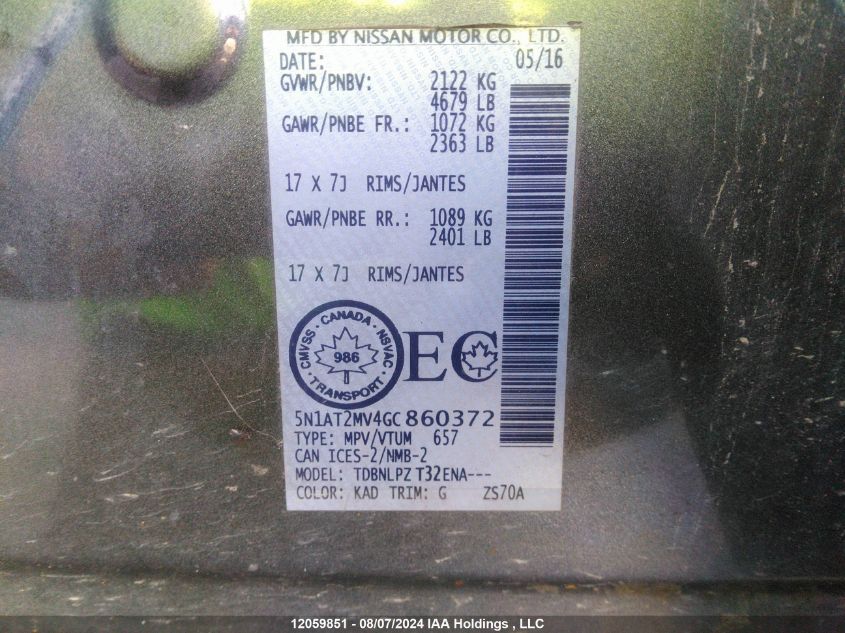 MFD BY NISSAN MOTOR CO., LTD.
DATE: 05/16
GVWR/PNBV: 2122 KG
4679 LB
GAWR/PNBE FR.: 1072 KG
2363 LB
17 X 7J RIMS/JANTES
GAWR/PNBE RR.: 1089 KG
2401 LB
17 X 7J RIMS/JANTES
CMVSS · CANADA · NSVAC · TRANSPORT ·
986
EC
5N1AT2MV4GC860372
TYPE: MPV/VTUM 657
CAN ICES-2/NMB-2
MODEL: TDBNLPZ T32ENA---
COLOR: KAD TRIM: G ZS70A
12059851 - 08/07/2024 IAA Holdings , LLC